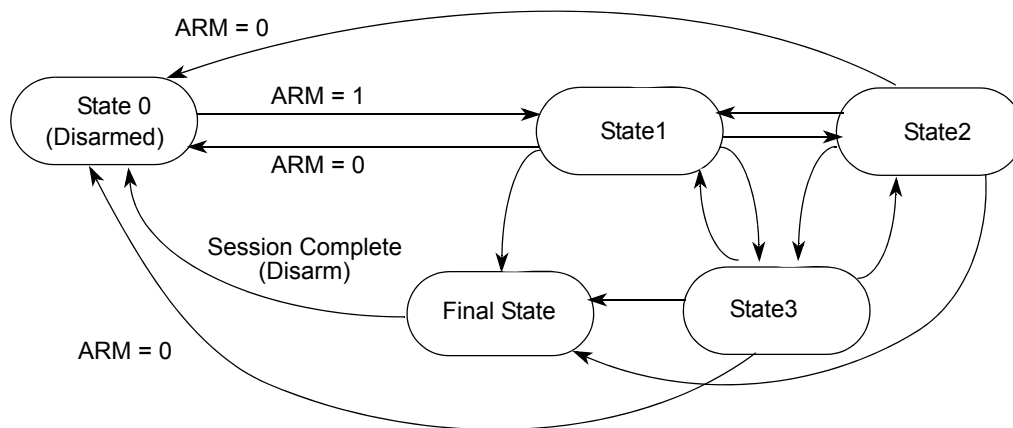 ARM = 0
State 0
(Disarmed)
ARM = 1
ARM = 0
State1
State2
Session Complete
(Disarm)
Final State
State3
ARM = 0